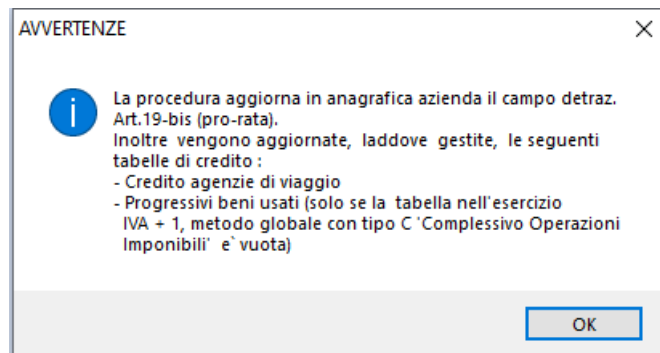 AVVERTENZE
La procedura aggiorna in anagrafica azienda il campo detraz.
Art.19-bis (pro-rata).
Inoltre vengono aggiornate, laddove gestite, le seguenti
tabelle di credito :
- Credito agenzie di viaggio
- Progressivi beni usati (solo se la tabella nell'esercizio
IVA + 1, metodo globale con tipo C 'Complessivo Operazioni
Imponibili' e` vuota)
OK